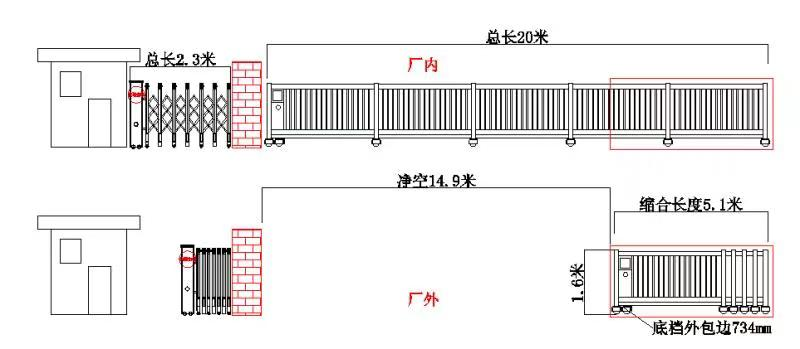 总长20米
总长2.3米
厂内
净空14.9米
缩合长度5.1米
1.6米
厂外
底档外包边734mm